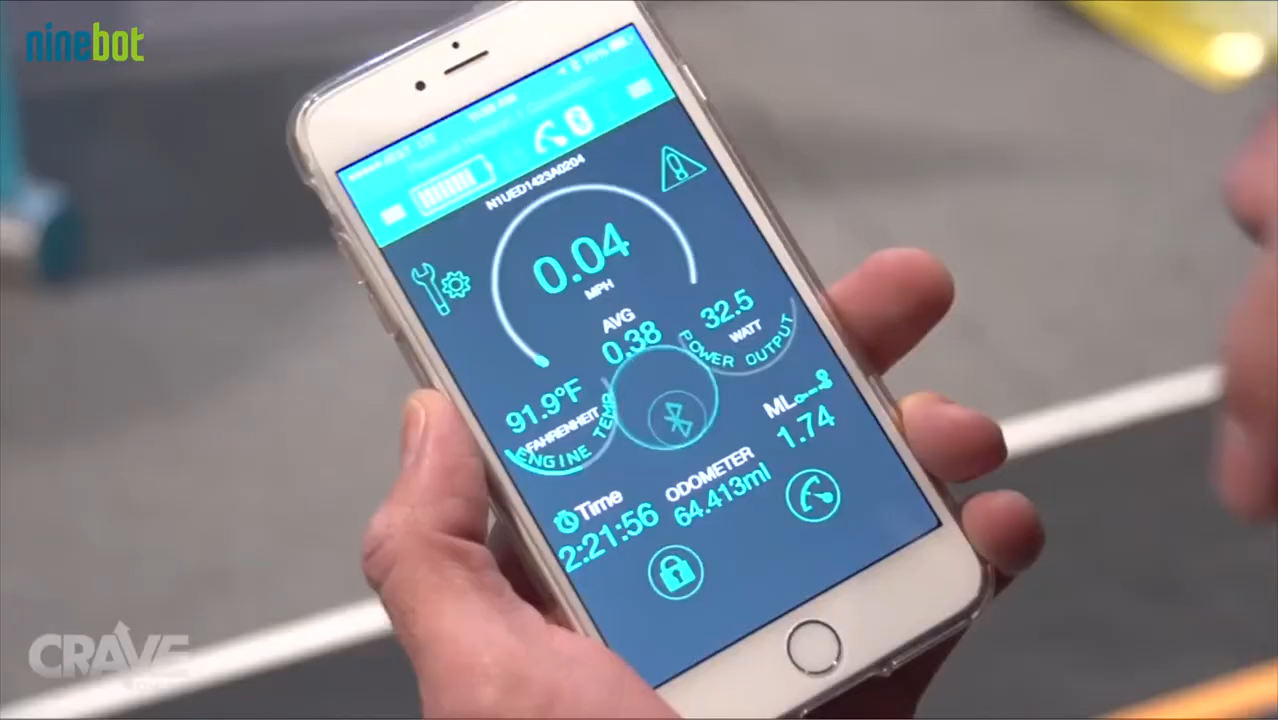 ninebot
N1UED1423A0204
0.04
MPH
AVG
0.38
32.5
WATT
POWER OUTPUT
91.9°F
FAHRENHEIT
ENGINE TEMP
ML
1.74
Time
2:21:56
ODOMETER
64.413ml
CRAVE